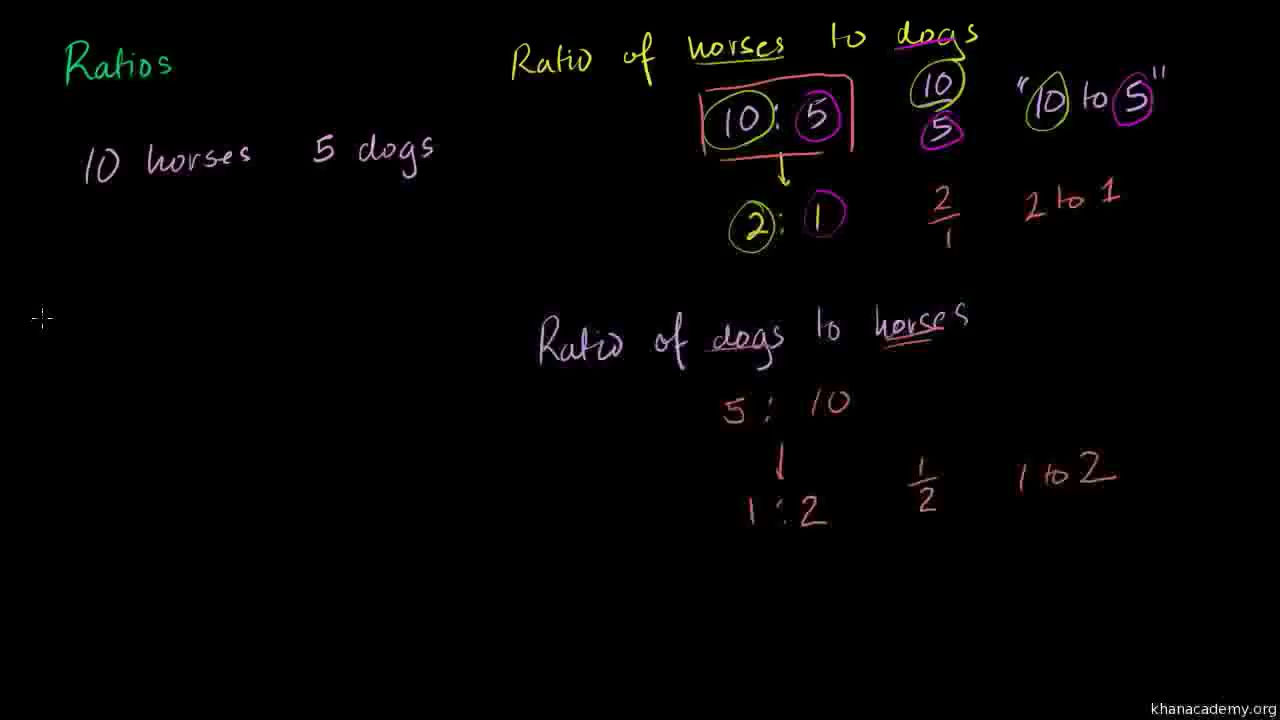 Ratios
10 horses 5 dogs
Ratio of horses to dogs
10 : 5 10/5 "10 to 5"
2 : 1 2/1 2 to 1
Ratio of dogs to horses
5 : 10
1 : 2 1/2 1 to 2
khanacademy.org